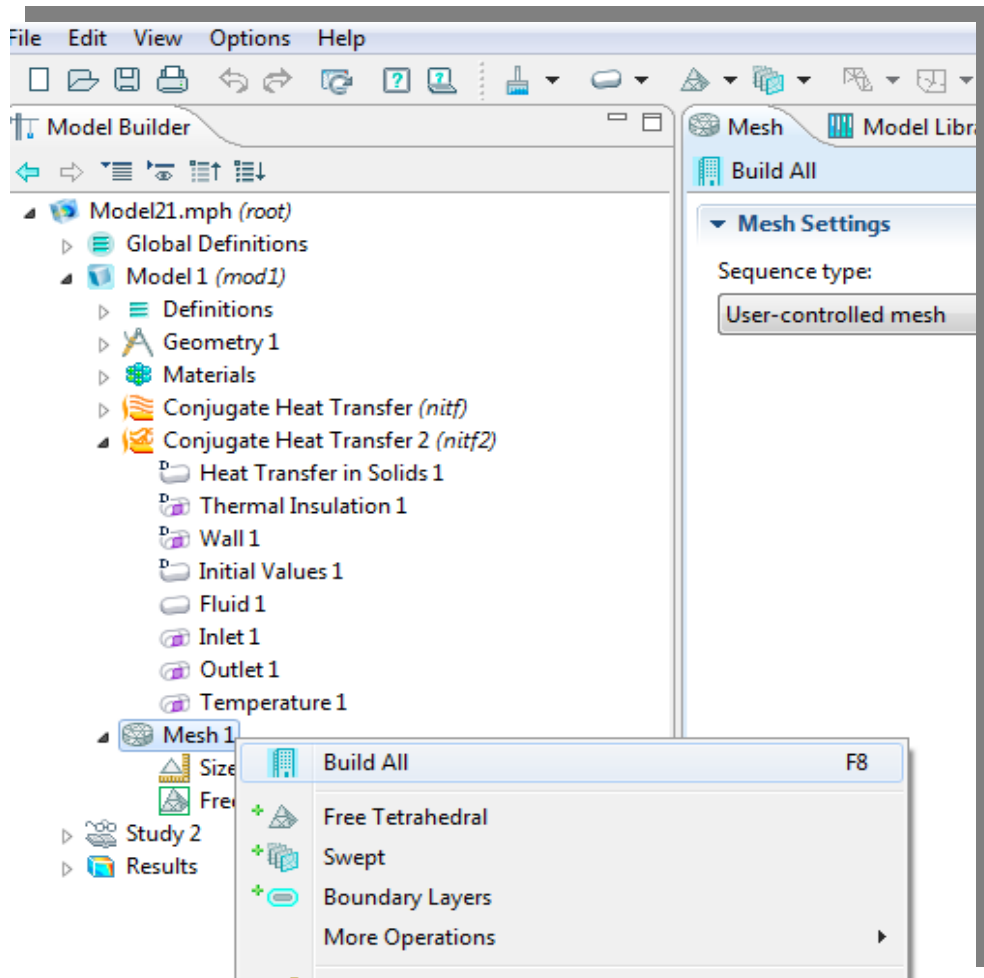 File Edit View Options Help
Model Builder
Mesh Model Libra
Build All
Model21.mph (root)
Mesh Settings
Global Definitions
Model 1 (mod1)
Sequence type:
Definitions
User-controlled mesh
Geometry 1
Materials
Conjugate Heat Transfer (nitf)
Conjugate Heat Transfer 2 (nitf2)
D Heat Transfer in Solids 1
D Thermal Insulation 1
D Wall 1
D Initial Values 1
Fluid 1
Inlet 1
Outlet 1
Temperature 1
Mesh 1
Size
Build All F8
Free
Free Tetrahedral
Study 2
Swept
Results
Boundary Layers
More Operations